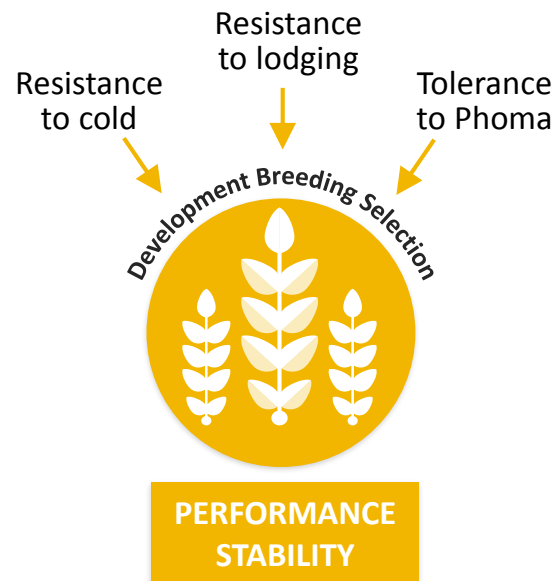 Resistance
to lodging
Resistance
to cold
Tolerance
to Phoma
Development Breeding Selection
PERFORMANCE
STABILITY